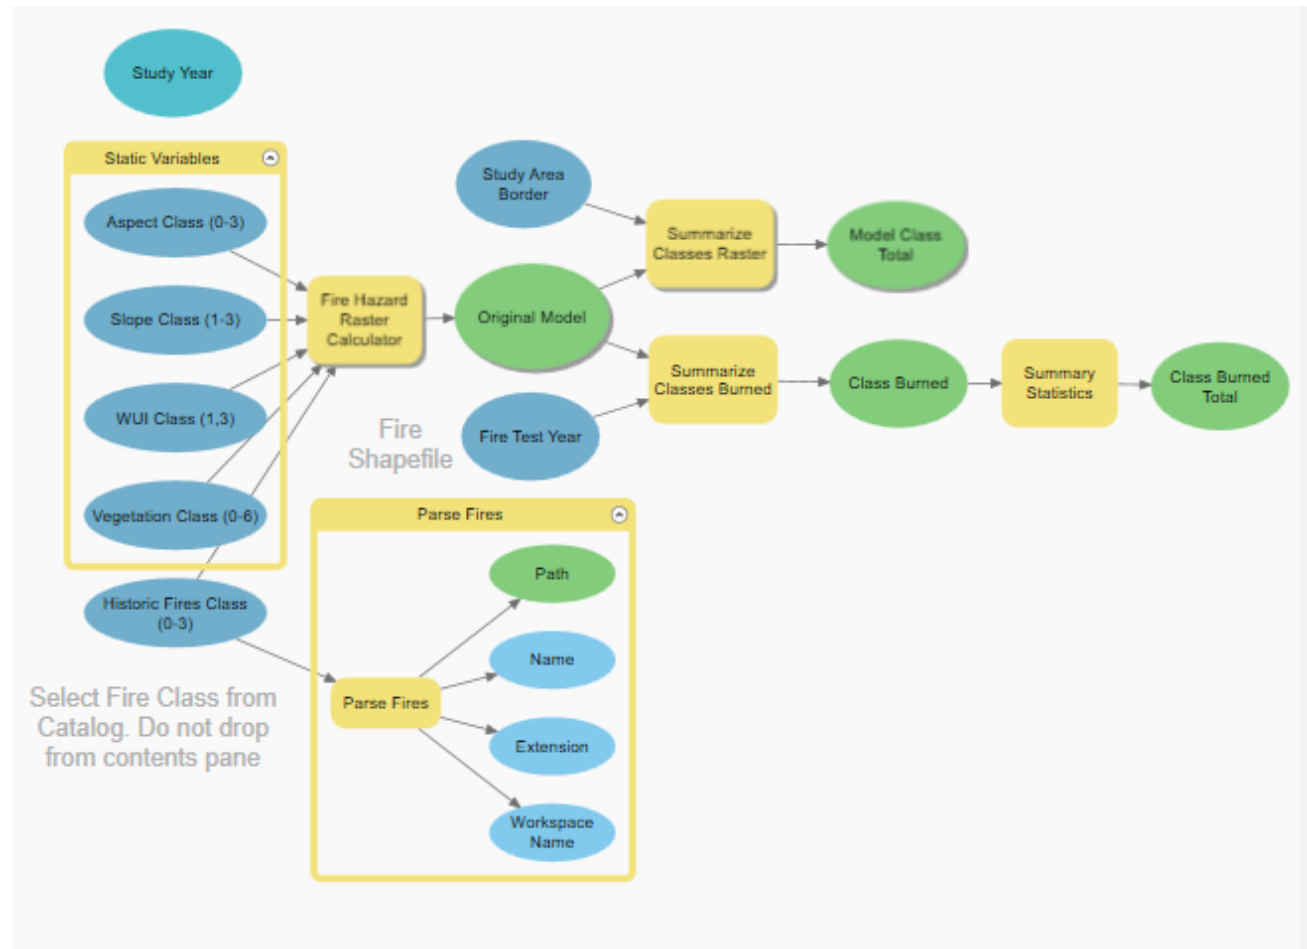 Study Year
Static Variables
Aspect Class (0-3)
Slope Class (1-3)
WUI Class (1,3)
Vegetation Class (0-6)
Historic Fires Class
(0-3)
Select Fire Class from
Catalog. Do not drop
from contents pane
Fire Hazard
Raster
Calculator
Study Area
Border
Original Model
Fire
Shapefile
Fire Test Year
Summarize
Classes Raster
Model Class
Total
Summarize
Classes Burned
Class Burned
Summary
Statistics
Class Burned
Total
Parse Fires
Parse Fires
Path
Name
Extension
Workspace
Name